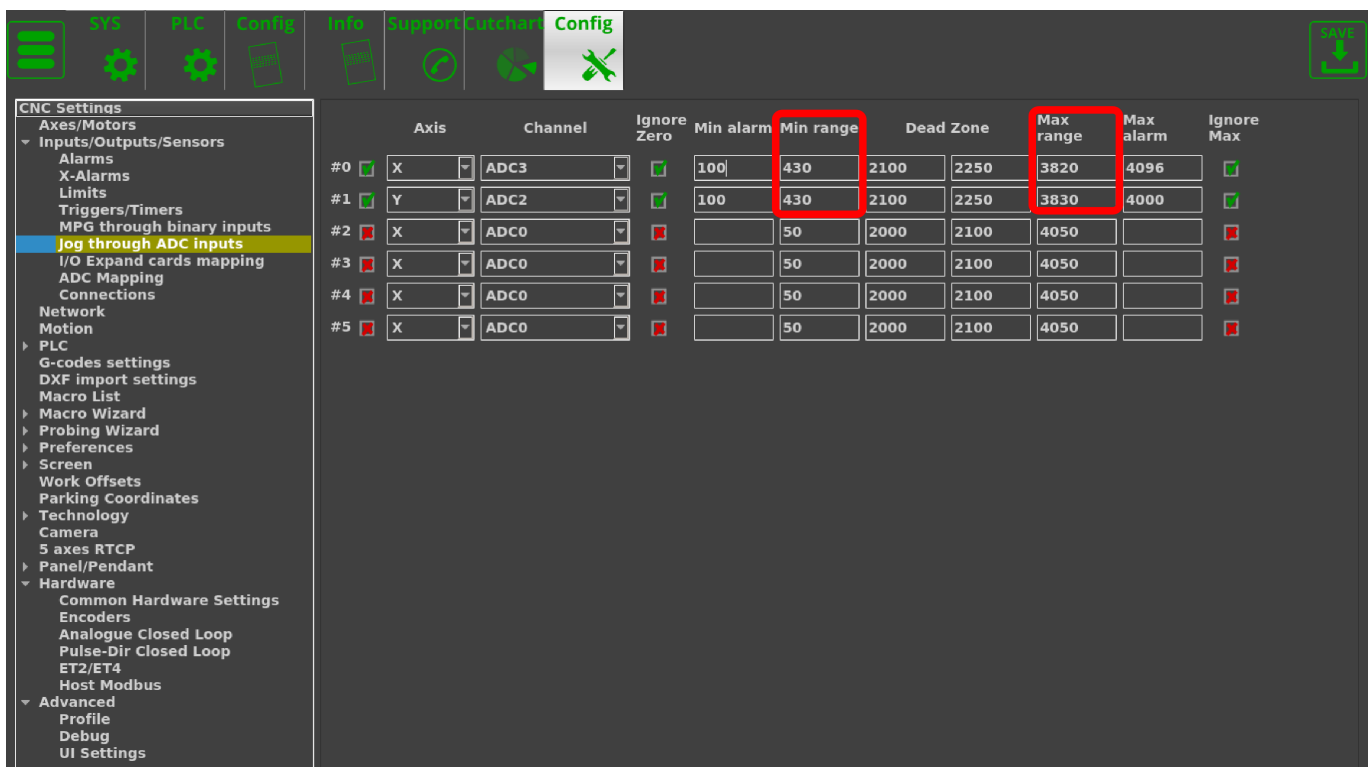 SYS PLC Config Info Support Cutchart Config SAVE
CNC Settings
Axes/Motors
Inputs/Outputs/Sensors
Alarms
X-Alarms
Limits
Triggers/Timers
MPG through binary inputs
Jog through ADC inputs
I/O Expand cards mapping
ADC Mapping
Connections
Network
Motion
PLC
G-codes settings
DXF import settings
Macro List
Macro Wizard
Probing Wizard
Preferences
Screen
Work Offsets
Parking Coordinates
Technology
Camera
5 axes RTCP
Panel/Pendant
Hardware
Common Hardware Settings
Encoders
Analogue Closed Loop
Pulse-Dir Closed Loop
ET2/ET4
Host Modbus
Advanced
Profile
Debug
UI Settings
Axis Channel Ignore Zero Min alarm Min range Dead Zone Max range Max alarm Ignore Max
#0 X ADC3 100 430 2100 2250 3820 4096
#1 Y ADC2 100 430 2100 2250 3830 4000
#2 X ADC0 50 2000 2100 4050
#3 X ADC0 50 2000 2100 4050
#4 X ADC0 50 2000 2100 4050
#5 X ADC0 50 2000 2100 4050